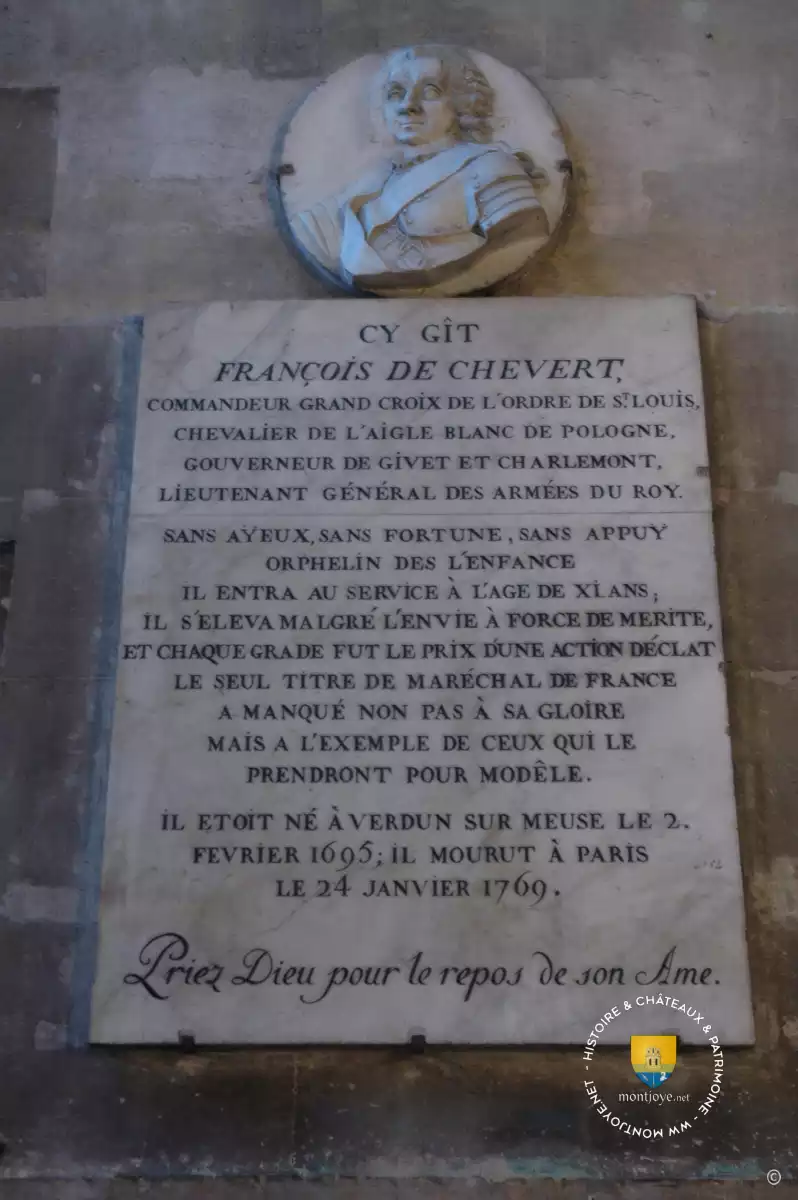 CY GÎT
FRANÇOIS DE CHEVERT,
COMMANDEUR GRAND CROIX DE L'ORDRE DE ST. LOUIS,
CHEVALIER DE L'AIGLE BLANC DE POLOGNE,
GOUVERNEUR DE GIVET ET CHARLEMONT,
LIEUTENANT GÉNÉRAL DES ARMÉES DU ROY.
SANS AYEUX, SANS FORTUNE, SANS APPUY
ORPHELIN DES L'ENFANCE
IL ENTRA AU SERVICE À L'AGE DE XI ANS;
IL S'ELEVA MALGRÉ L'ENVIE À FORCE DE MERITE,
ET CHAQUE GRADE FUT LE PRIX D'UNE ACTION D'ÉCLAT
LE SEUL TITRE DE MARÉCHAL DE FRANCE
A MANQUÉ NON PAS À SA GLOIRE
MAIS A L'EXEMPLE DE CEUX QUI LE
PRENDRONT POUR MODÊLE.
IL ETOIT NÉ À VERDUN SUR MEUSE LE 2.
FEVRIER 1695; IL MOURUT À PARIS
LE 24 JANVIER 1769.
Priez Dieu pour le repos de son Ame.
- HISTOIRE & CHÂTEAUX & PATRIMOINE - WW MONTJOYE.NET
montjoye.net
©